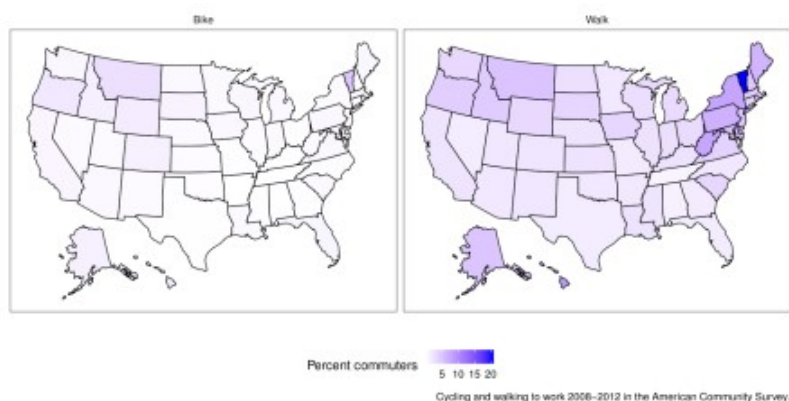 Bike
Walk
Percent commuters
5 10 15 20
Cycling and walking to work 2008–2012 in the American Community Survey.